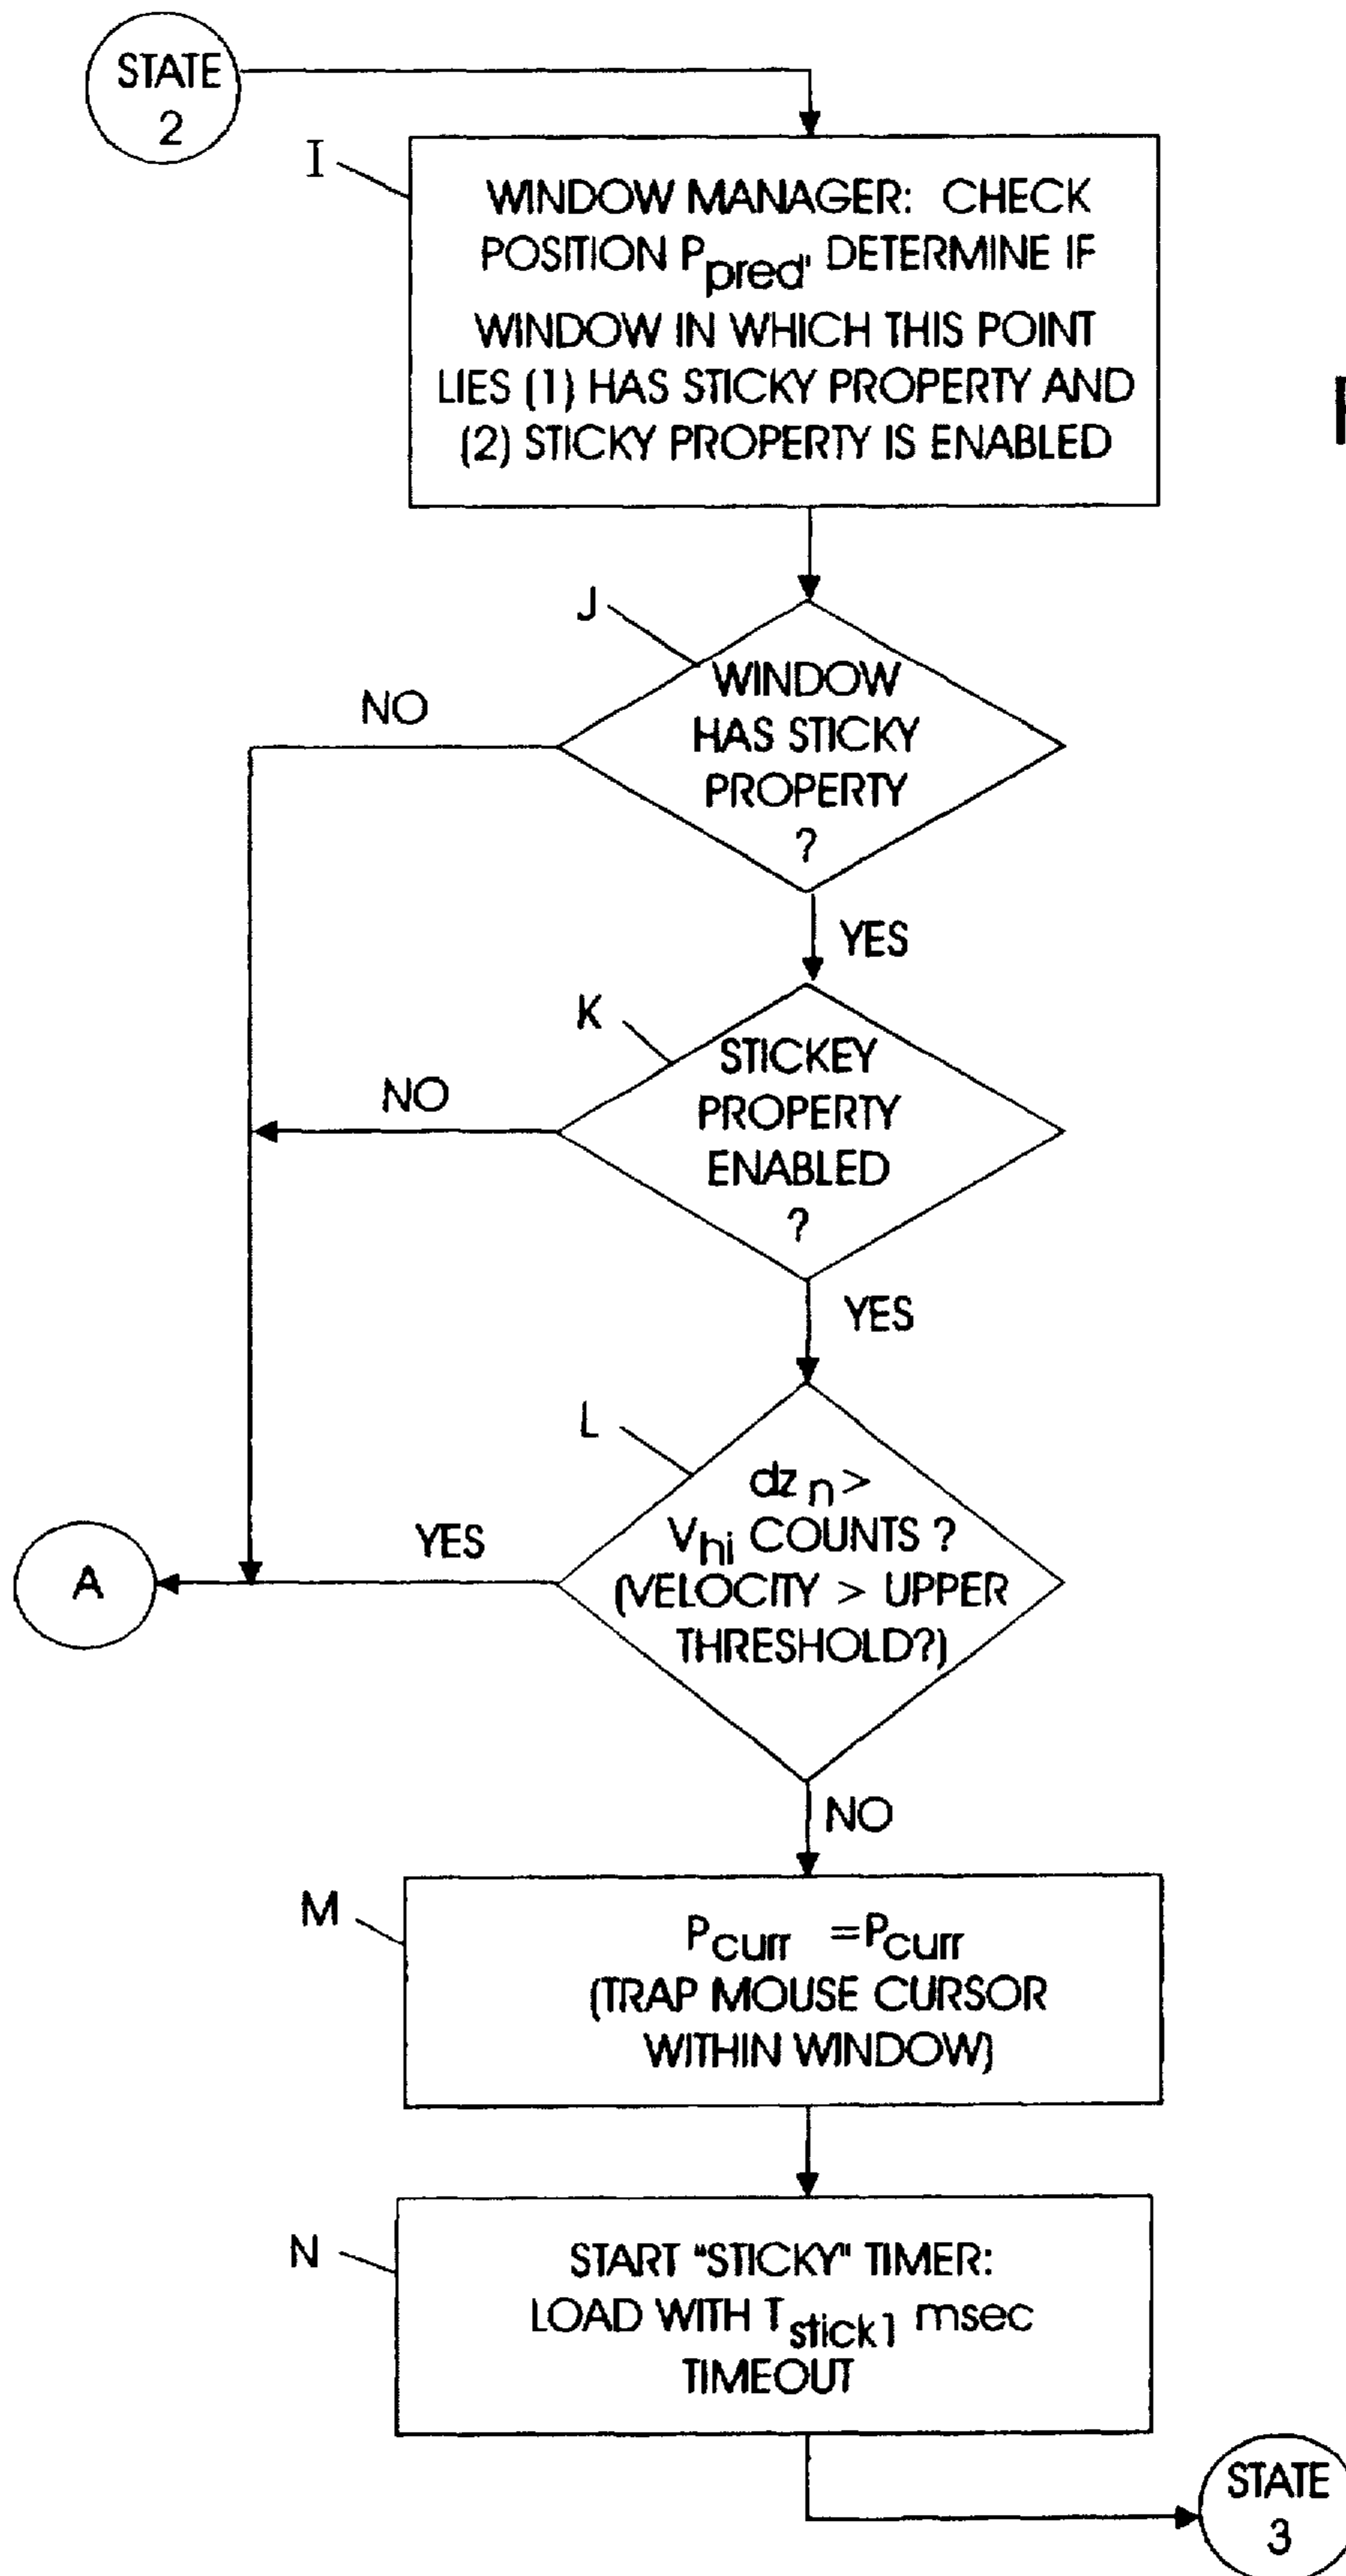 STATE
2
I
WINDOW MANAGER: CHECK
POSITION Ppred, DETERMINE IF
WINDOW IN WHICH THIS POINT
LIES (1) HAS STICKY PROPERTY AND
(2) STICKY PROPERTY IS ENABLED
J
WINDOW
HAS STICKY
PROPERTY
?
NO
YES
K
STICKEY
PROPERTY
ENABLED
?
NO
YES
L
dz n >
Vhi COUNTS ?
(VELOCITY > UPPER
THRESHOLD?)
YES
A
NO
M
Pcurr =Pcurr
(TRAP MOUSE CURSOR
WITHIN WINDOW)
N
START "STICKY" TIMER:
LOAD WITH Tstick1 msec
TIMEOUT
STATE
3